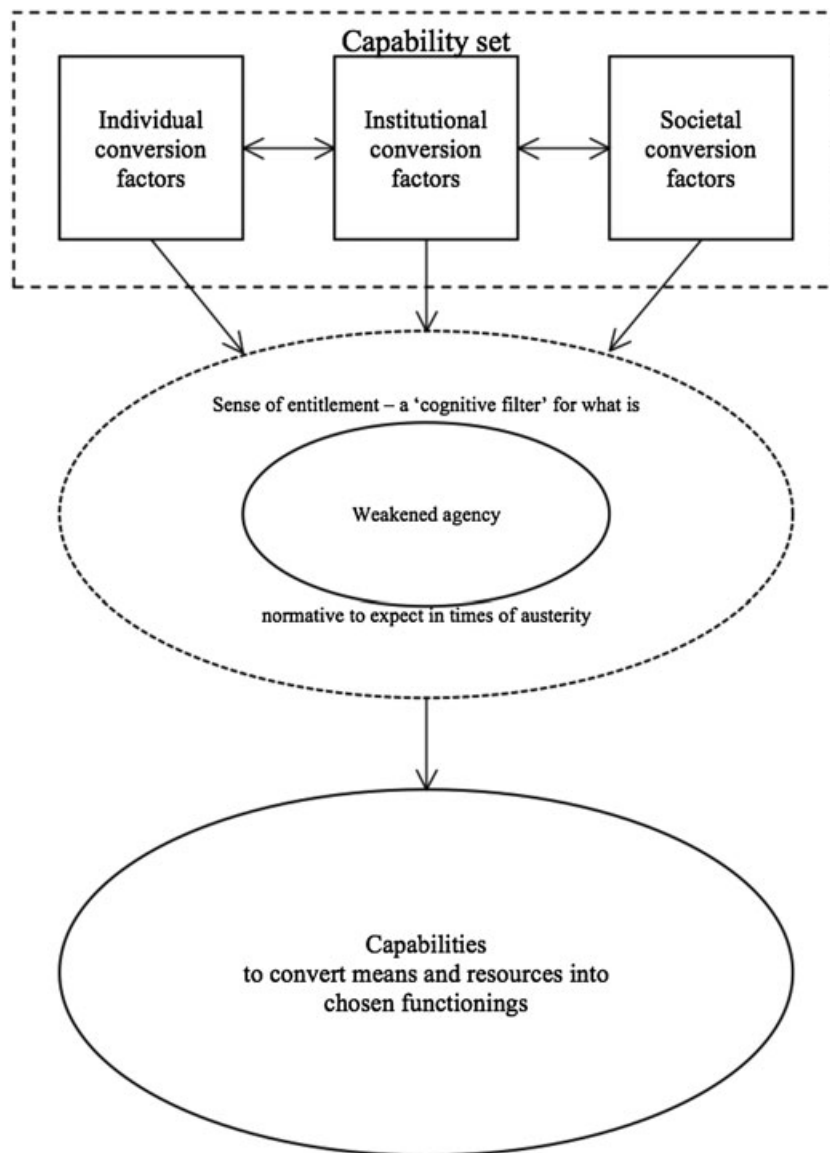 Capability set
Individual
conversion
factors
Institutional
conversion
factors
Societal
conversion
factors
Sense of entitlement – a ‘cognitive filter’ for what is
Weakened agency
normative to expect in times of austerity
Capabilities
to convert means and resources into
chosen functionings